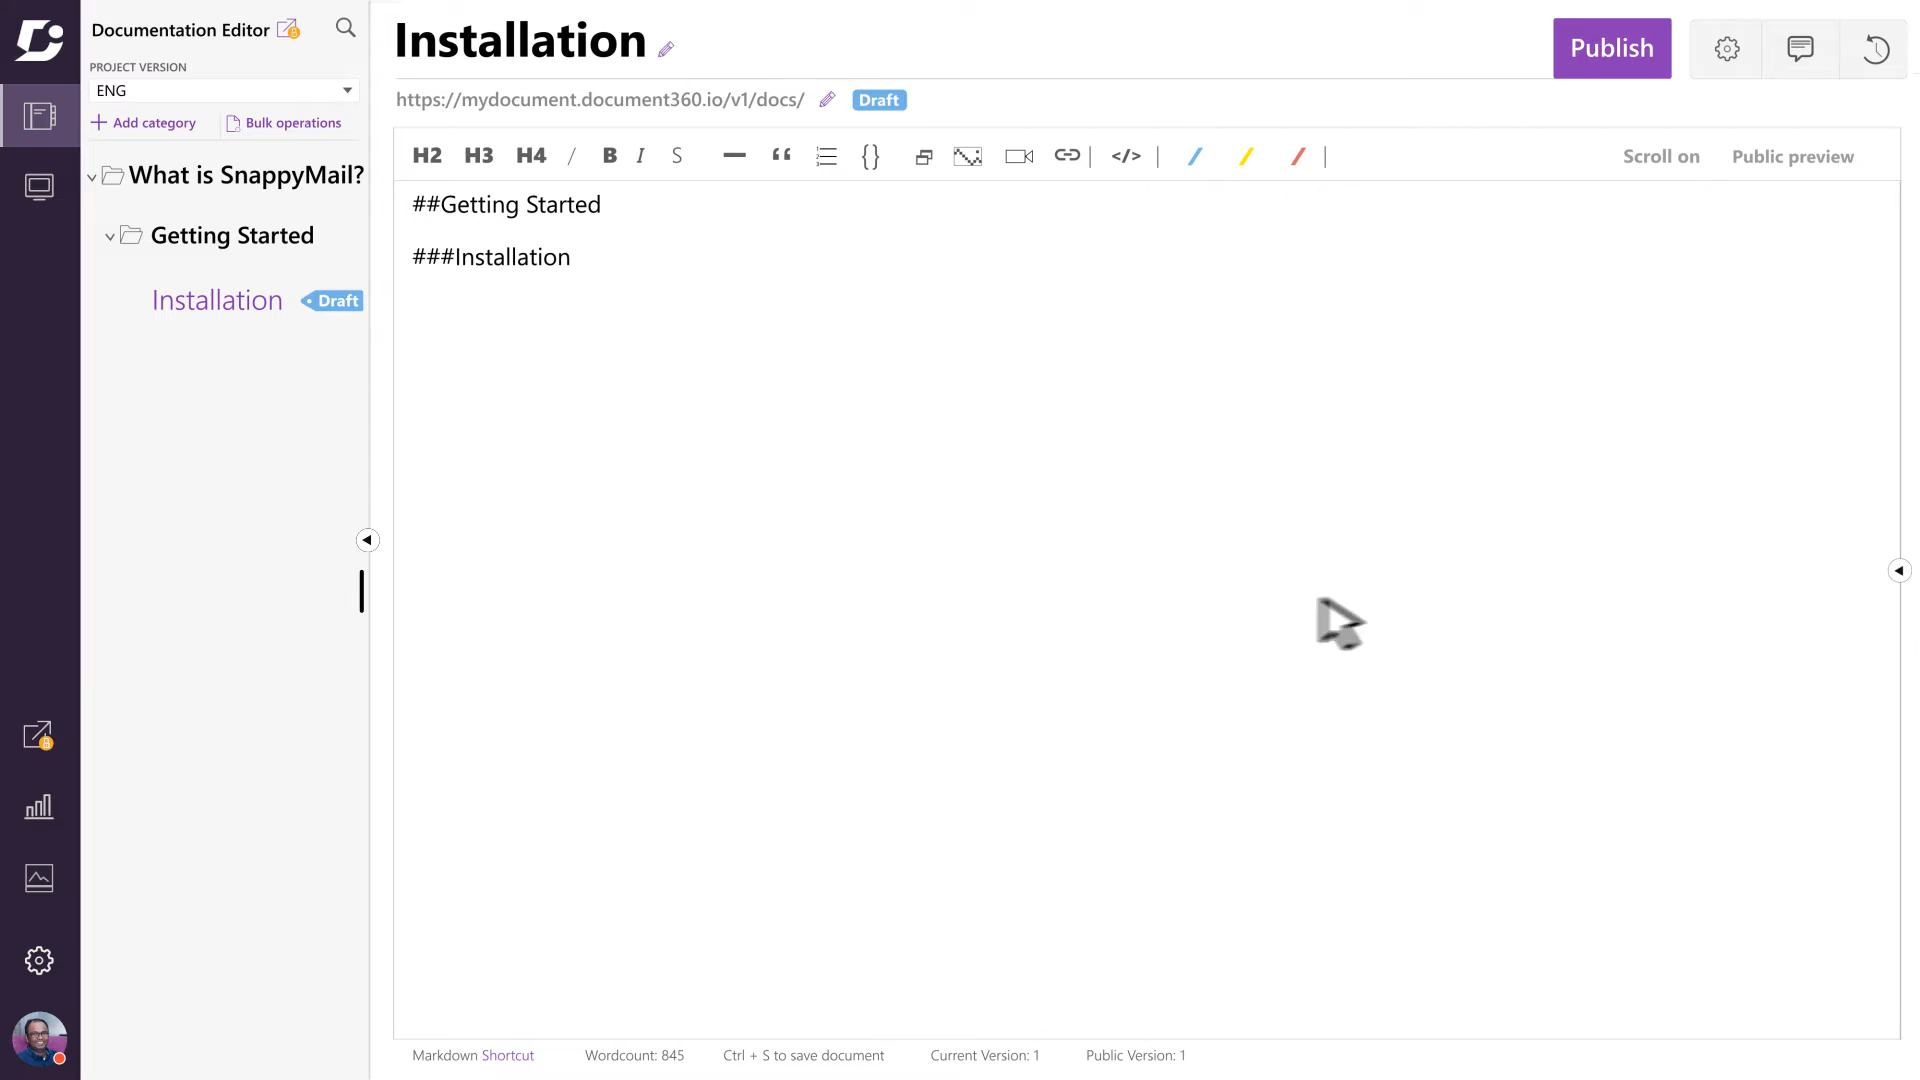 Documentation Editor
PROJECT VERSION
ENG
Add category
Bulk operations
What is SnappyMail?
Getting Started
Installation
Draft
Installation
Publish
https://mydocument.document360.io/v1/docs/
Draft
H2 H3 H4 / B I S — “ {} </> / / /
Scroll on
Public preview
##Getting Started
###Installation
Markdown Shortcut
Wordcount: 845
Ctrl + S to save document
Current Version: 1
Public Version: 1